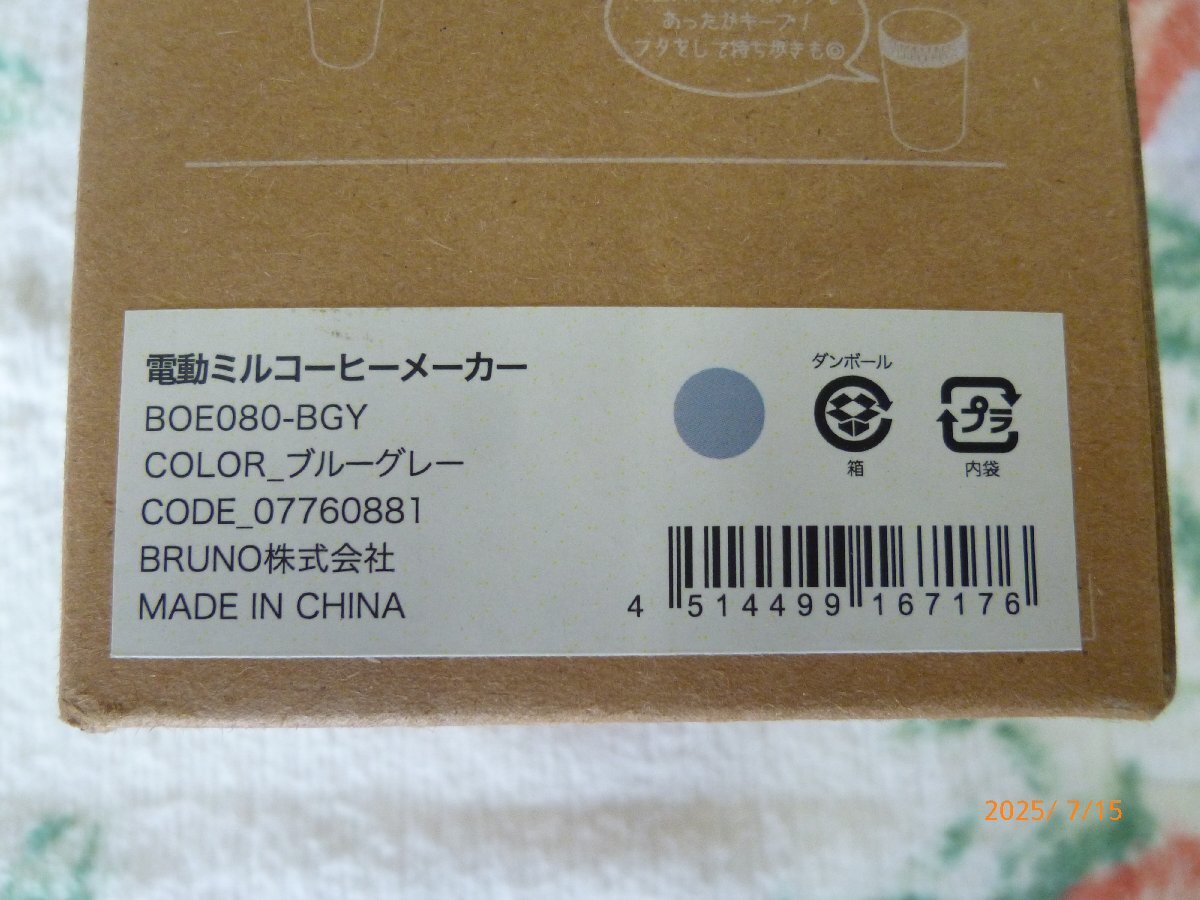 あったかキープ!
フタをして持ち歩きも☺
電動ミルコーヒーメーカー
BOE080-BGY
COLOR_ブルーグレー
CODE_07760881
BRUNO株式会社
MADE IN CHINA
ダンボール
箱
プラ
内袋
4 514499 167176
2025/ 7/15